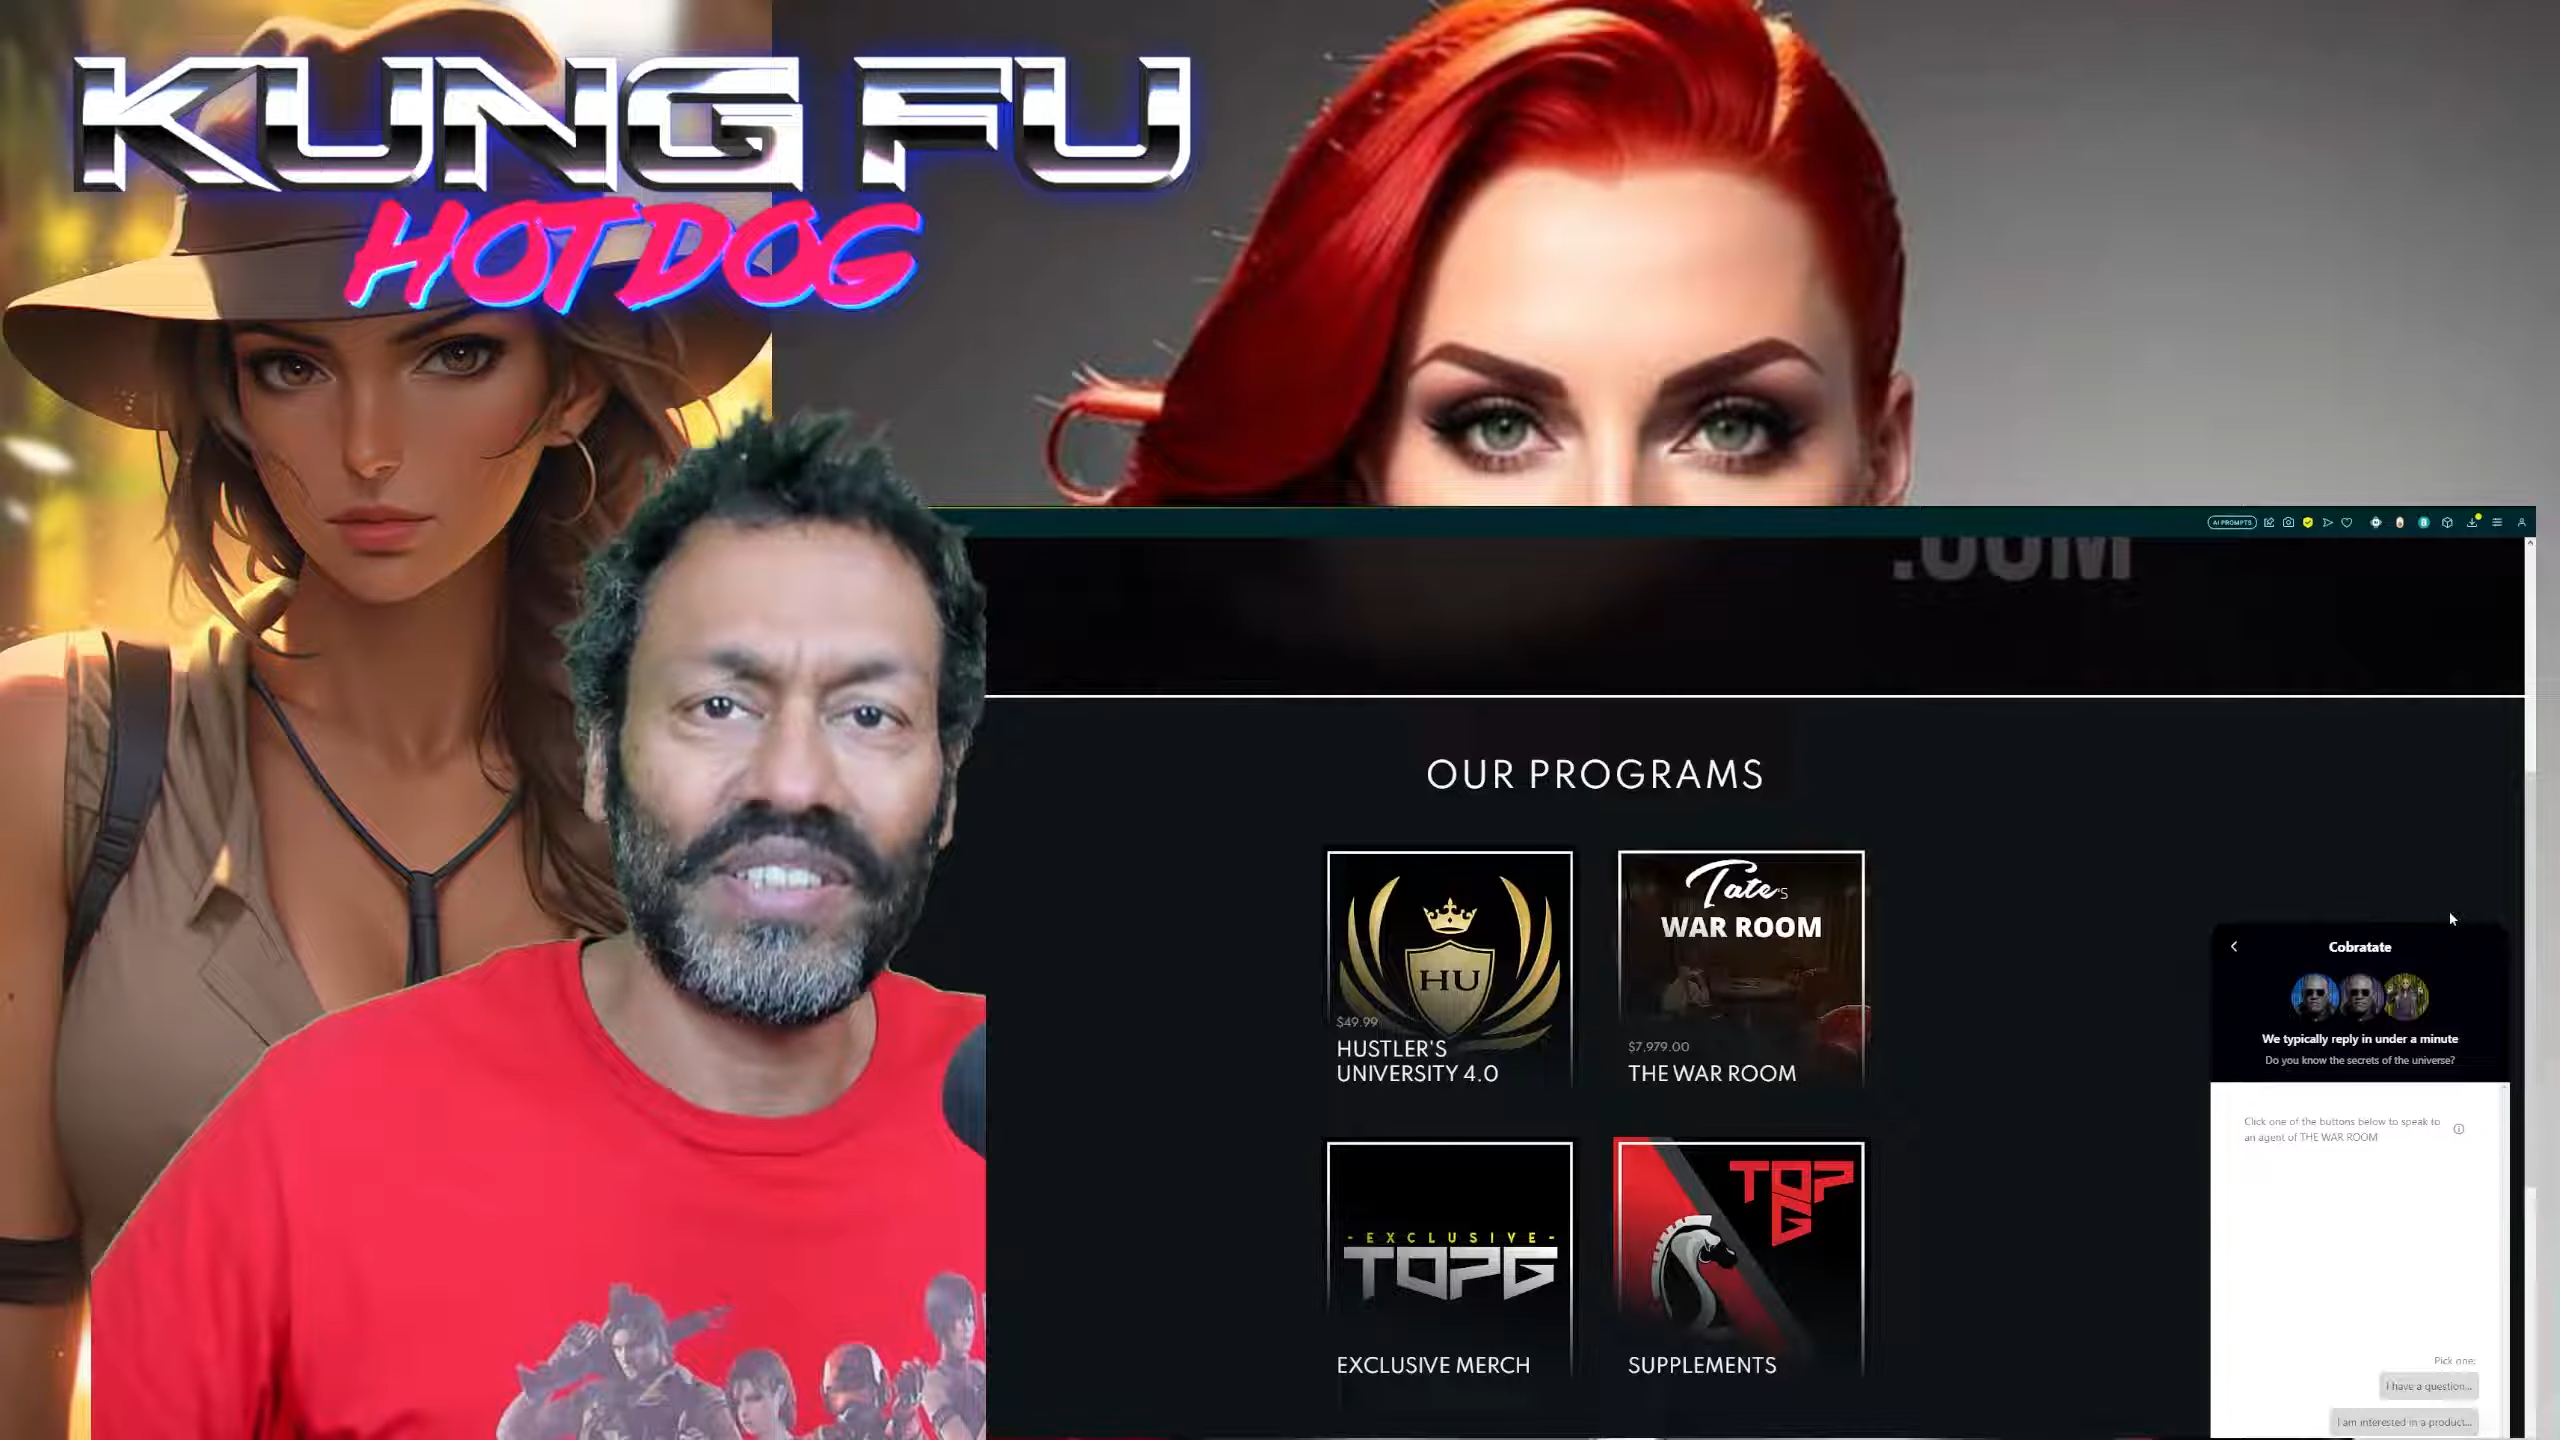 KUNG FU
HOTDOG
AI PROMPTS
.COM
OUR PROGRAMS
HU
$49.99
HUSTLER'S
UNIVERSITY 4.0
Tate's
WAR ROOM
$7,979.00
THE WAR ROOM
- EXCLUSIVE -
TOPG
EXCLUSIVE MERCH
TOP
G
SUPPLEMENTS
Cobratate
We typically reply in under a minute
Do you know the secrets of the universe?
Click one of the buttons below to speak to
an agent of THE WAR ROOM
Pick one:
I have a question...
I am interested in a product...